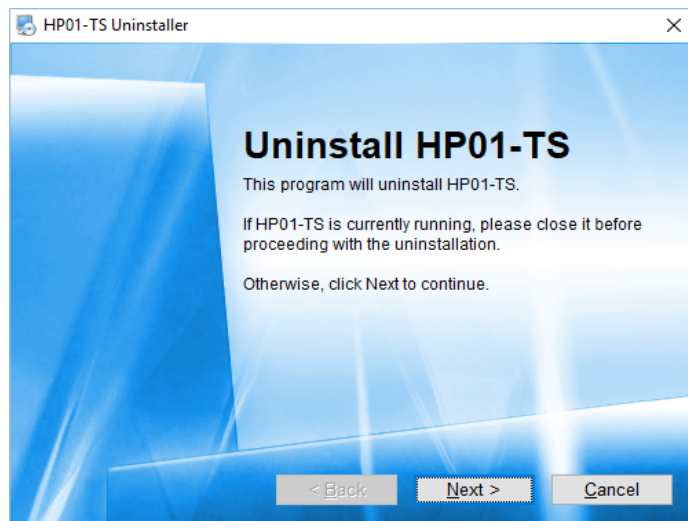 HP01-TS Uninstaller
Uninstall HP01-TS
This program will uninstall HP01-TS.
If HP01-TS is currently running, please close it before
proceeding with the uninstallation.
Otherwise, click Next to continue.
< Back Next > Cancel